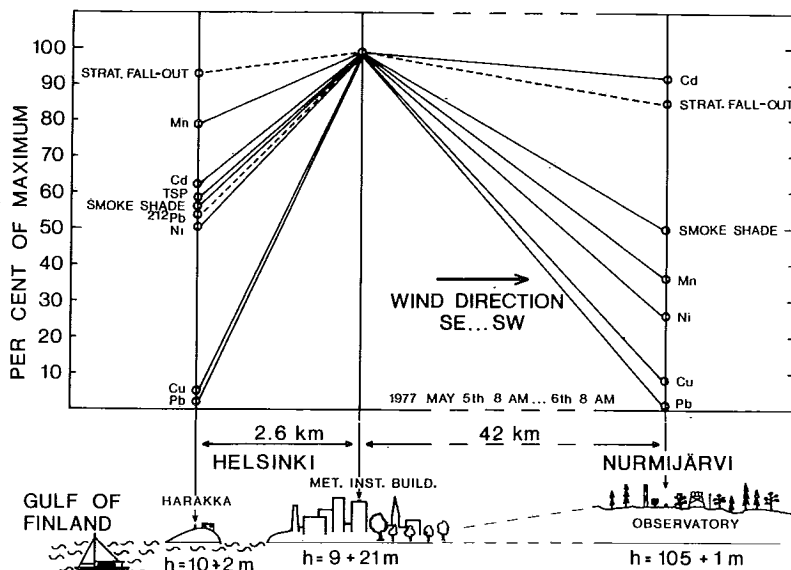 PER CENT OF MAXIMUM
100
90
80
70
60
50
40
30
20
10
STRAT. FALL-OUT
Mn
Cd
TSP
SMOKE SHADE
212Pb
Ni
Cu
Pb
Cd
STRAT. FALL-OUT
SMOKE SHADE
Mn
Ni
Cu
Pb
WIND DIRECTION
SE...SW
1977 MAY 5th 8 AM ... 6th 8 AM
2.6 km
42 km
HELSINKI
NURMIJÄRVI
MET. INST. BUILD.
GULF OF
FINLAND
HARAKKA
OBSERVATORY
h = 10 + 2 m
h = 9 + 21 m
h = 105 + 1 m